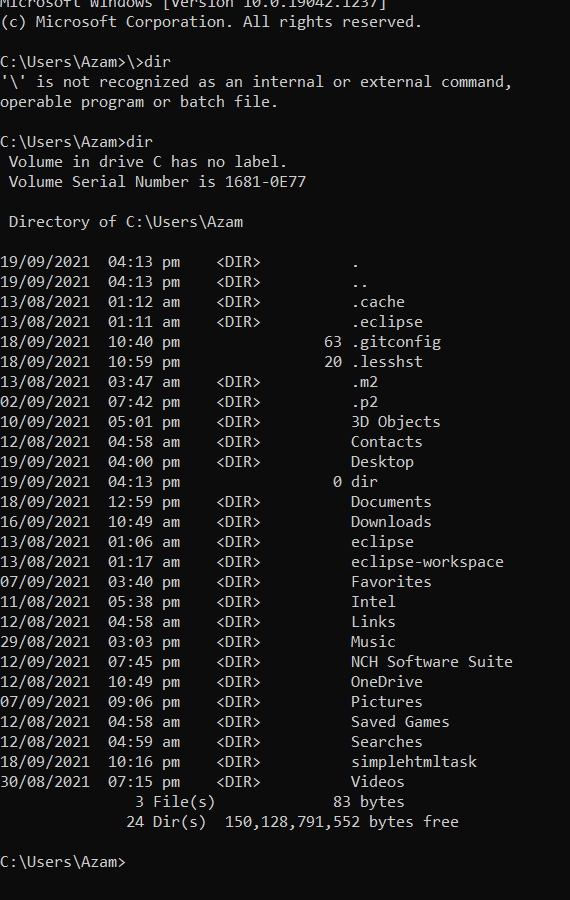 Microsoft Windows [Version 10.0.19042.1237]
(c) Microsoft Corporation. All rights reserved.
C:\Users\Azam>\>dir
'\' is not recognized as an internal or external command,
operable program or batch file.
C:\Users\Azam>dir
 Volume in drive C has no label.
 Volume Serial Number is 1681-0E77
 Directory of C:\Users\Azam
19/09/2021  04:13 pm    <DIR>          .
19/09/2021  04:13 pm    <DIR>          ..
13/08/2021  01:12 am    <DIR>          .cache
13/08/2021  01:11 am    <DIR>          .eclipse
18/09/2021  10:40 pm                63 .gitconfig
18/09/2021  10:59 pm                20 .lesshst
13/08/2021  03:47 am    <DIR>          .m2
02/09/2021  07:42 pm    <DIR>          .p2
10/09/2021  05:01 pm    <DIR>          3D Objects
12/08/2021  04:58 am    <DIR>          Contacts
19/09/2021  04:00 pm    <DIR>          Desktop
19/09/2021  04:13 pm                 0 dir
18/09/2021  12:59 pm    <DIR>          Documents
16/09/2021  10:49 am    <DIR>          Downloads
13/08/2021  01:06 am    <DIR>          eclipse
13/08/2021  01:17 am    <DIR>          eclipse-workspace
07/09/2021  03:40 pm    <DIR>          Favorites
11/08/2021  05:38 pm    <DIR>          Intel
12/08/2021  04:58 am    <DIR>          Links
29/08/2021  03:03 pm    <DIR>          Music
12/09/2021  07:45 pm    <DIR>          NCH Software Suite
12/08/2021  10:49 pm    <DIR>          OneDrive
07/09/2021  09:06 pm    <DIR>          Pictures
12/08/2021  04:58 am    <DIR>          Saved Games
12/08/2021  04:59 am    <DIR>          Searches
18/09/2021  10:16 pm    <DIR>          simplehtmltask
30/08/2021  07:15 pm    <DIR>          Videos
               3 File(s)             83 bytes
              24 Dir(s)  150,128,791,552 bytes free
C:\Users\Azam>